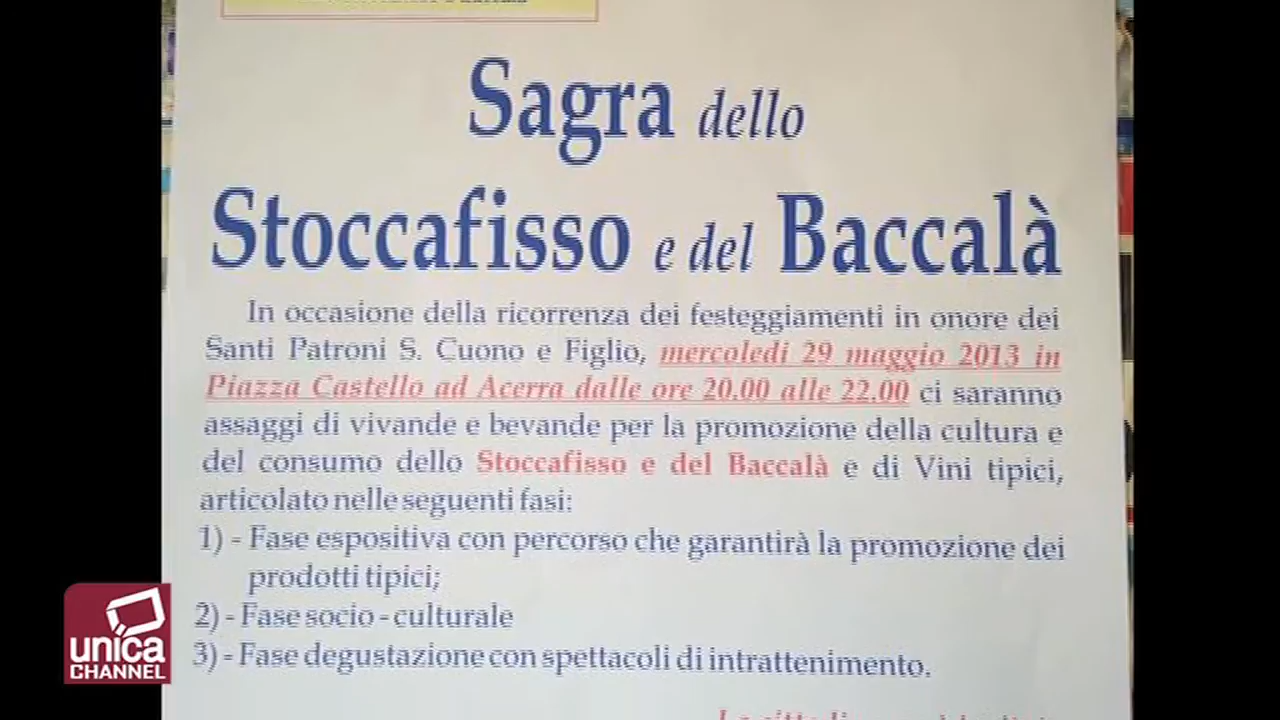 Sagra dello
Stoccafisso e del Baccalà
In occasione della ricorrenza dei festeggiamenti in onore dei
Santi Patroni S. Cuono e Figlio, mercoledi 29 maggio 2013 in
Piazza Castello ad Acerra dalle ore 20.00 alle 22.00 ci saranno
assaggi di vivande e bevande per la promozione della cultura e
del consumo dello Stoccafisso e del Baccalà e di Vini tipici,
articolato nelle seguenti fasi:
1) - Fase espositiva con percorso che garantirà la promozione dei
prodotti tipici;
2) - Fase socio - culturale
3) - Fase degustazione con spettacoli di intrattenimento.
unica
CHANNEL